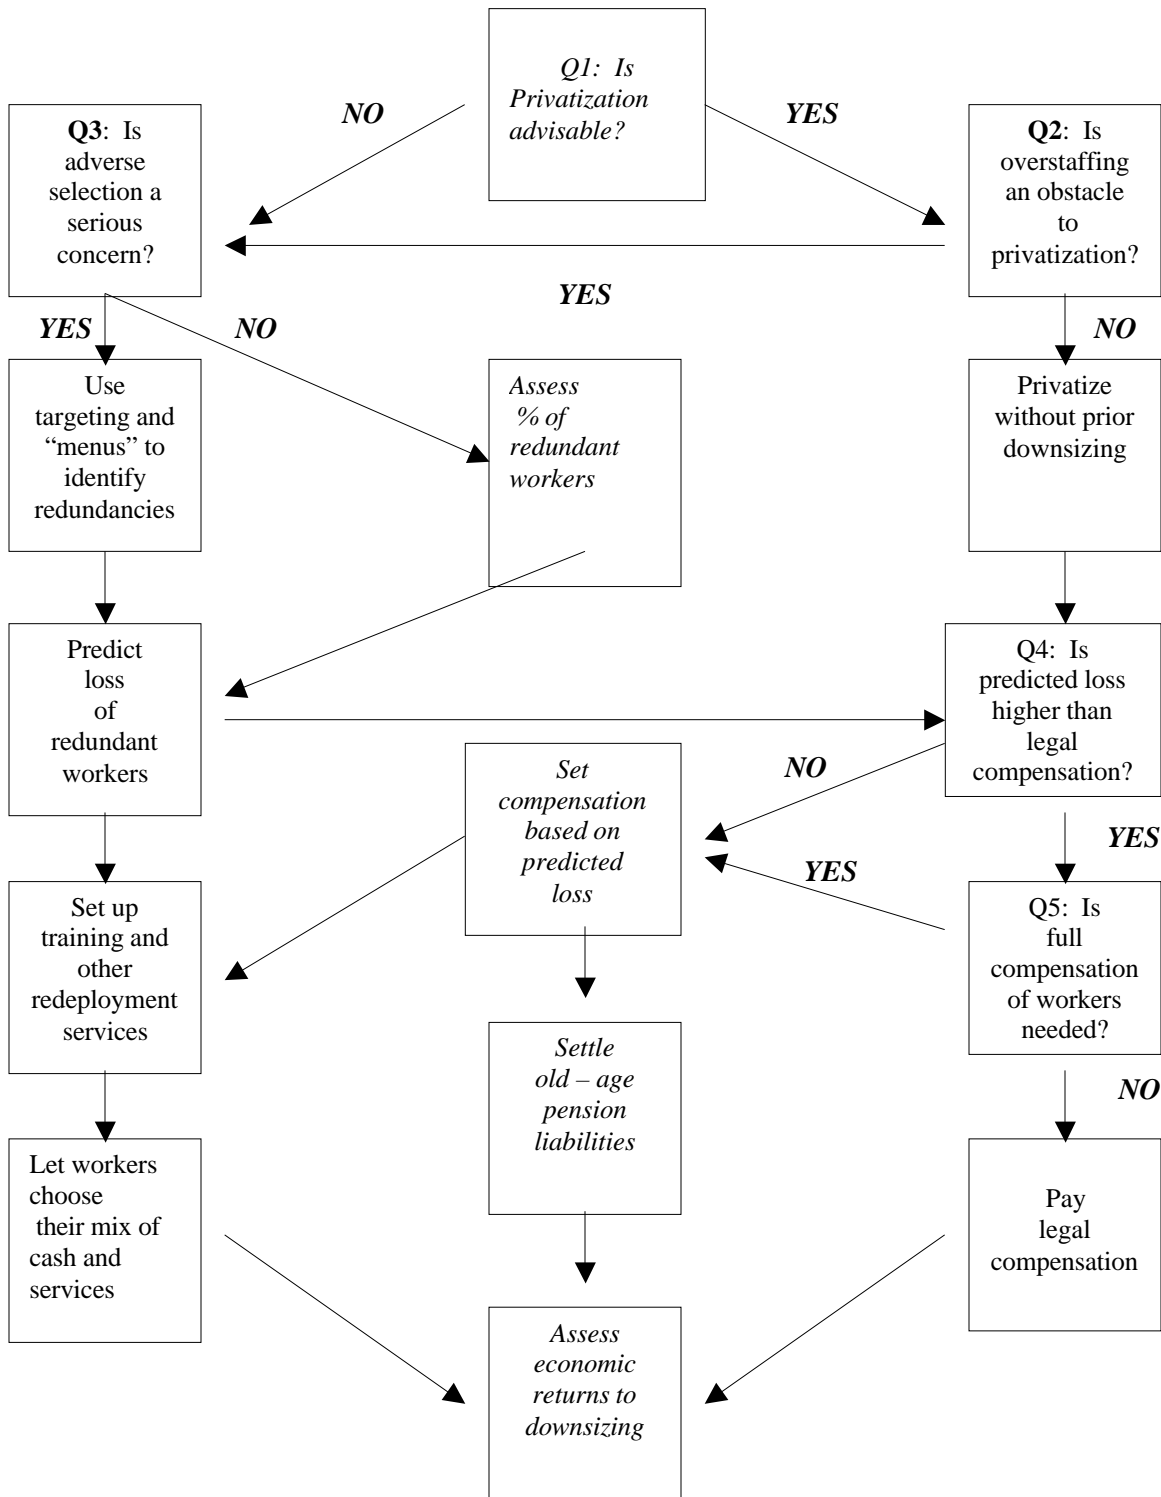 Q1: Is
Privatization
advisable?
NO
YES
Q3: Is
adverse
selection a
serious
concern?
Q2: Is
overstaffing
an obstacle
to
privatization?
YES
YES
NO
NO
Use
targeting and
“menus” to
identify
redundancies
Assess
% of
redundant
workers
Privatize
without prior
downsizing
Predict
loss
of
redundant
workers
Q4: Is
predicted loss
higher than
legal
compensation?
Set
compensation
based on
predicted
loss
NO
YES
YES
Set up
training and
other
redeployment
services
Q5: Is
full
compensation
of workers
needed?
Settle
old – age
pension
liabilities
NO
Let workers
choose
their mix of
cash and
services
Pay
legal
compensation
Assess
economic
returns to
downsizing